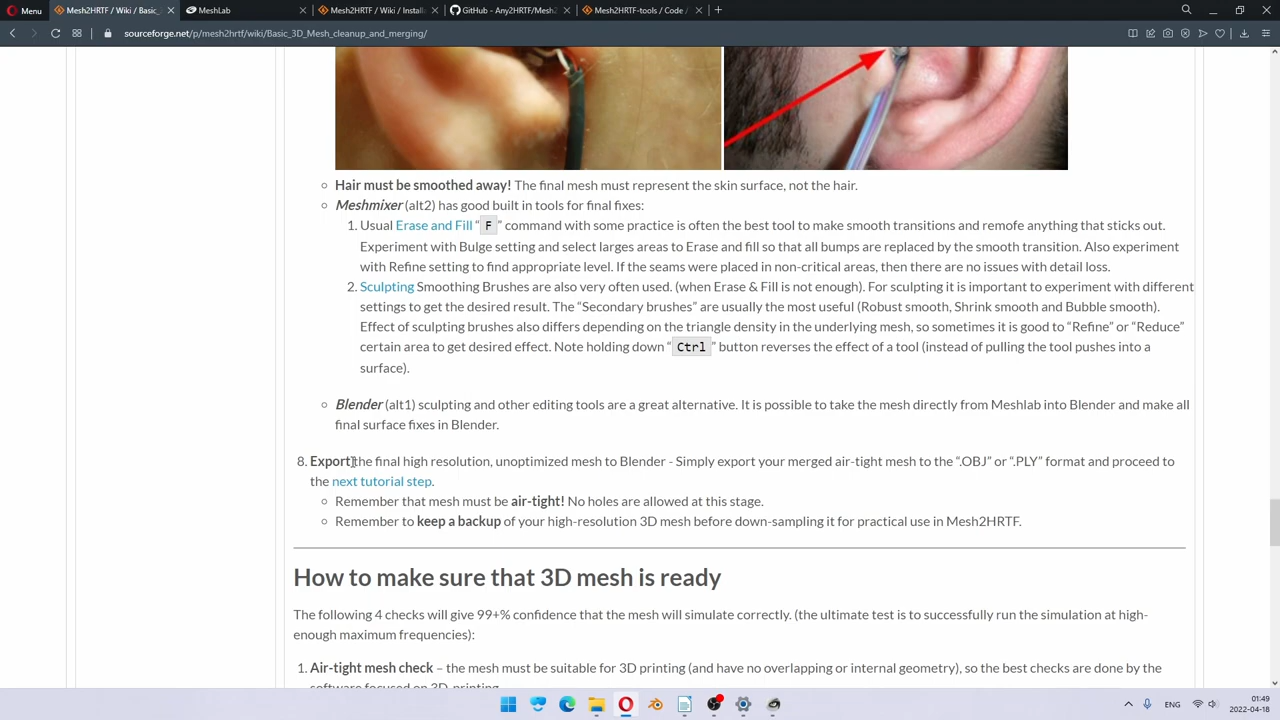 Menu
Mesh2HRTF / Wiki / Basic_
MeshLab
Mesh2HRTF / Wiki / Installa
GitHub - Any2HRTF/Mesh2
Mesh2HRTF-tools / Code /
sourceforge.net/p/mesh2hrtf/wiki/Basic_3D_Mesh_cleanup_and_merging/
Hair must be smoothed away! The final mesh must represent the skin surface, not the hair.
Meshmixer (alt2) has good built in tools for final fixes:
1. Usual Erase and Fill “F” command with some practice is often the best tool to make smooth transitions and remofe anything that sticks out.
Experiment with Bulge setting and select larges areas to Erase and fill so that all bumps are replaced by the smooth transition. Also experiment
with Refine setting to find appropriate level. If the seams were placed in non-critical areas, then there are no issues with detail loss.
2. Sculpting Smoothing Brushes are also very often used. (when Erase & Fill is not enough). For sculpting it is important to experiment with different
settings to get the desired result. The “Secondary brushes” are usually the most useful (Robust smooth, Shrink smooth and Bubble smooth).
Effect of sculpting brushes also differs depending on the triangle density in the underlying mesh, so sometimes it is good to “Refine” or “Reduce”
certain area to get desired effect. Note holding down “Ctrl” button reverses the effect of a tool (instead of pulling the tool pushes into a
surface).
Blender (alt1) sculpting and other editing tools are a great alternative. It is possible to take the mesh directly from Meshlab into Blender and make all
final surface fixes in Blender.
8. Export the final high resolution, unoptimized mesh to Blender - Simply export your merged air-tight mesh to the “.OBJ” or “.PLY” format and proceed to
the next tutorial step.
Remember that mesh must be air-tight! No holes are allowed at this stage.
Remember to keep a backup of your high-resolution 3D mesh before down-sampling it for practical use in Mesh2HRTF.
How to make sure that 3D mesh is ready
The following 4 checks will give 99+% confidence that the mesh will simulate correctly. (the ultimate test is to successfully run the simulation at high-
enough maximum frequencies):
1. Air-tight mesh check – the mesh must be suitable for 3D printing (and have no overlapping or internal geometry), so the best checks are done by the
software focused on 3D-printing
ENG
01:49
2022-04-18